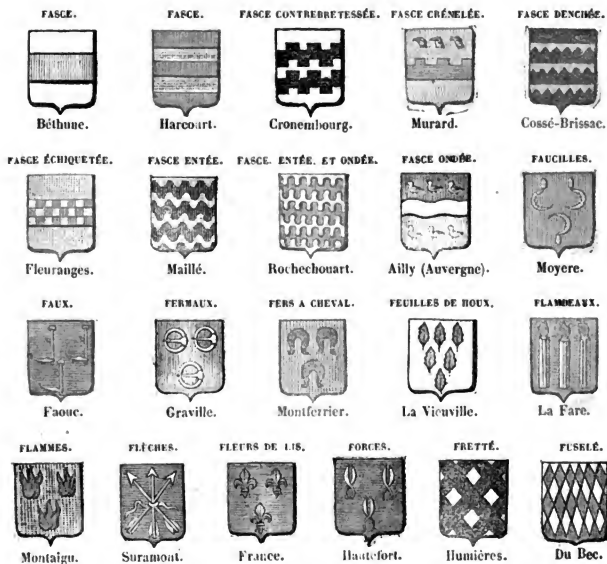 FASCE. FASCE. FASCE CONTREBRETESSÉE. FASCE CRÉNELÉE. FASCE DENCHÉE.
Béthune. Harcourt. Cronembourg. Murard. Cossé-Brissac.
FASCE ÉCHIQUETÉE. FASCE ENTÉE. FASCE. ENTÉE. ET ONDÉE. FASCE ONDÉE. FAUCILLES.
Fleuranges. Maillé. Rochechouart. Ailly (Auvergne). Moyere.
FAUX. FERMAUX. FERS A CHEVAL. FEUILLES DE HOUX. FLAMBEAUX.
Faouc. Graville. Montferrier. La Vieuville. La Fare.
FLAMMES. FLÈCHES. FLEURS DE LIS. FORCES. FRETTÉ. FUSELÉ.
Montaigu. Suramont. France. Hautefort. Humières. Du Bec.